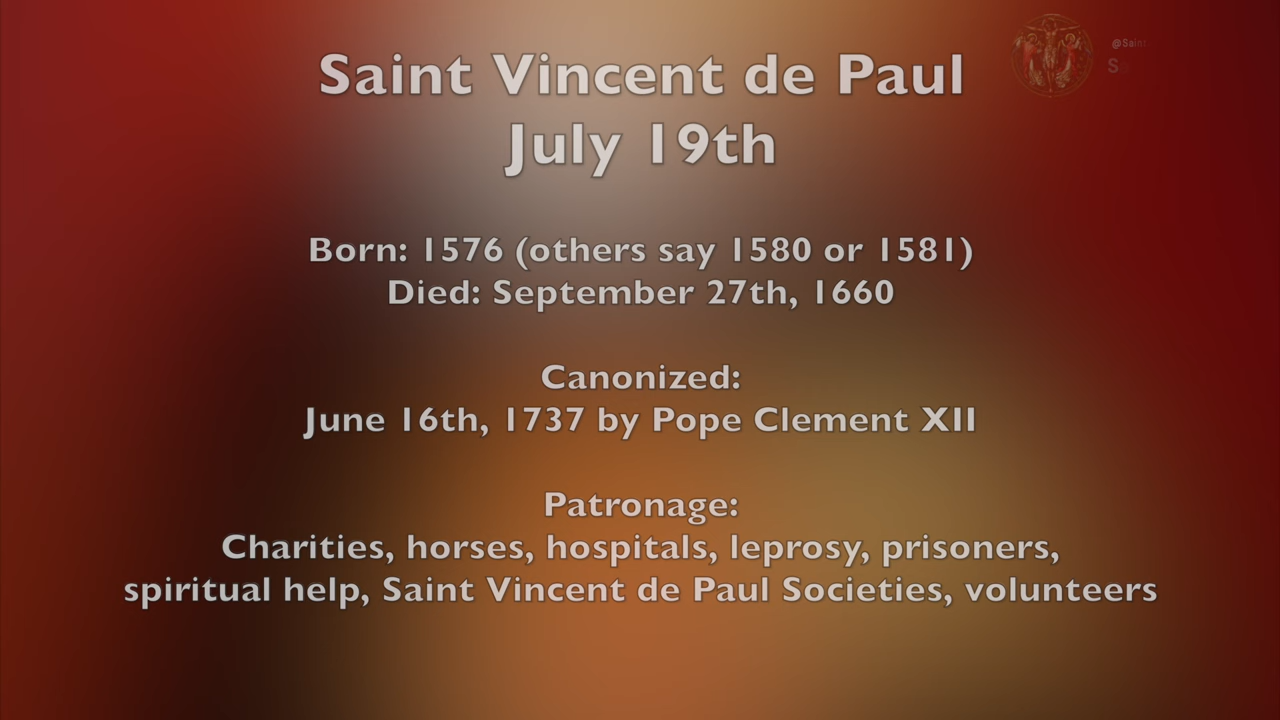 Saint Vincent de Paul
July 19th
@Saint
S
Born: 1576 (others say 1580 or 1581)
Died: September 27th, 1660
Canonized:
June 16th, 1737 by Pope Clement XII
Patronage:
Charities, horses, hospitals, leprosy, prisoners,
spiritual help, Saint Vincent de Paul Societies, volunteers